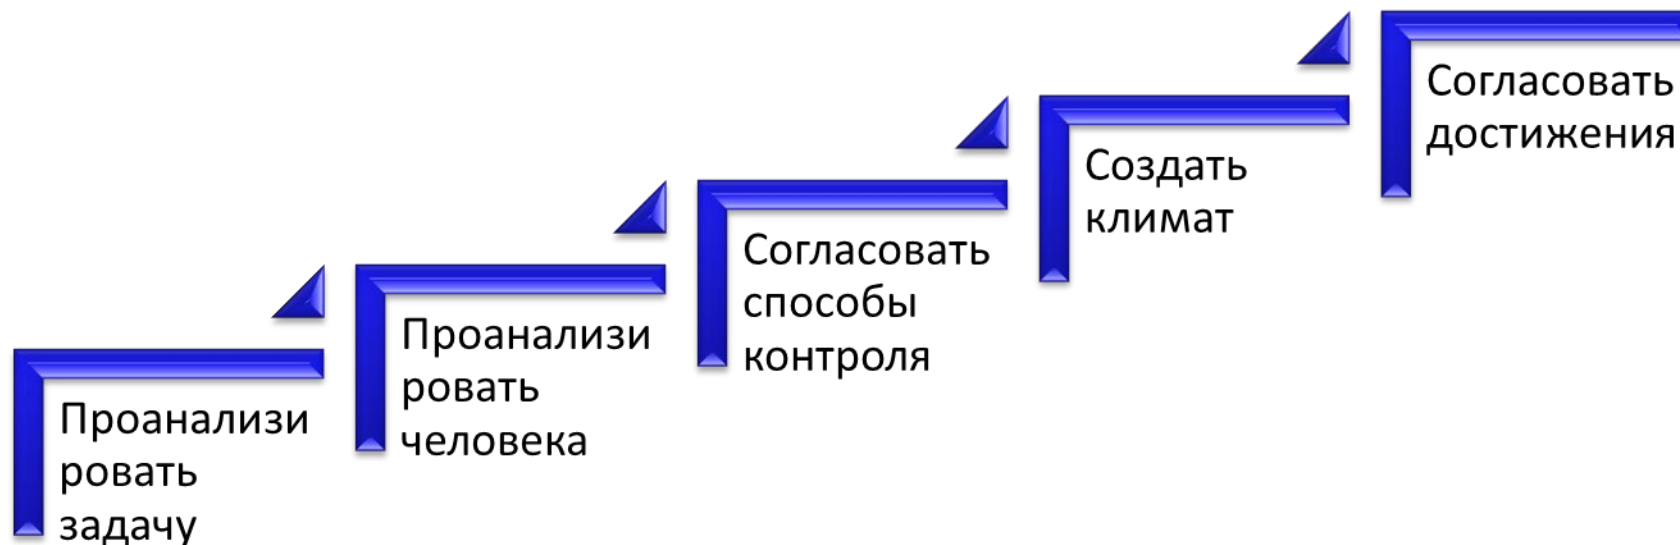 Проанализи
ровать
задачу
Проанализи
ровать
человека
Согласовать
способы
контроля
Создать
климат
Согласовать
достижения